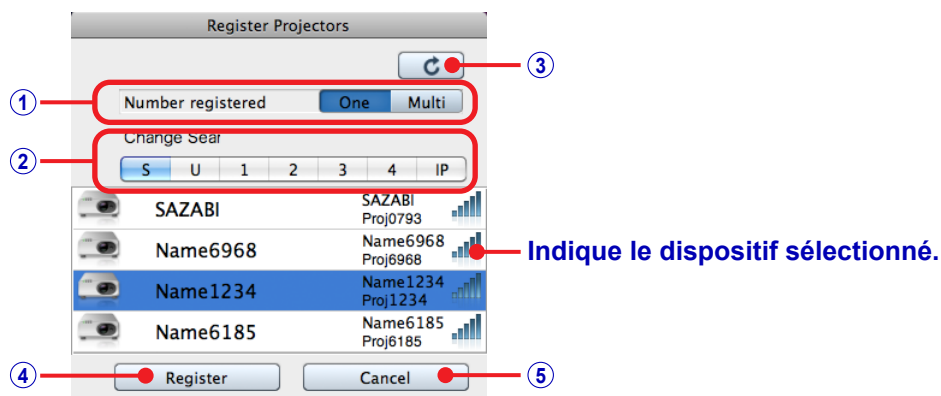 Register Projectors
③
① Number registered One Multi
Change Sear
② S U 1 2 3 4 IP
SAZABI SAZABI
Proj0793
Name6968 Name6968
Proj6968
Indique le dispositif sélectionné.
Name1234 Name1234
Proj1234
Name6185 Name6185
Proj6185
④ Register Cancel ⑤